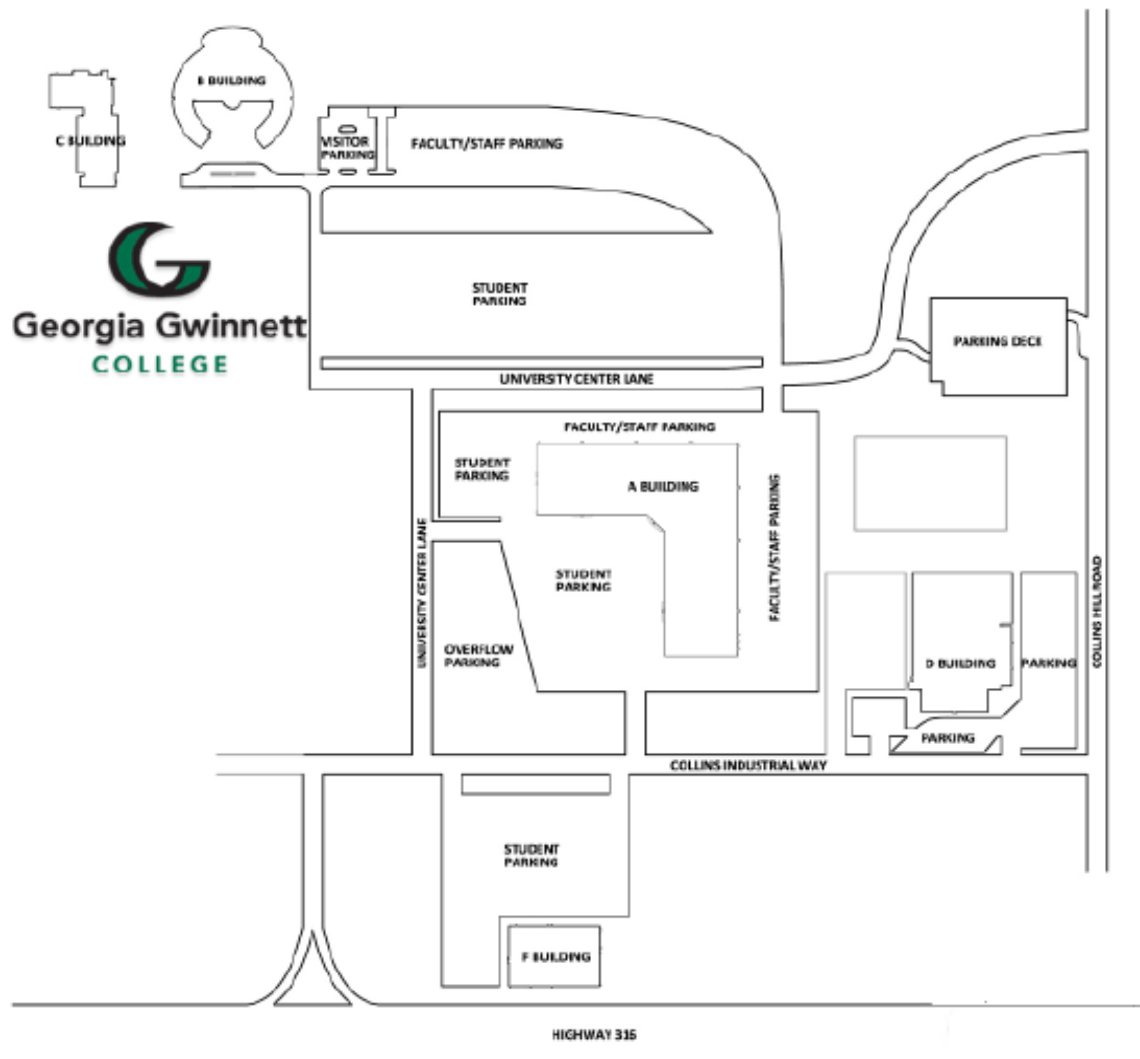 B BUILDING
C BUILDING
VISITOR
PARKING
FACULTY/STAFF PARKING
Georgia Gwinnett
COLLEGE
STUDENT
PARKING
PARKING DECK
UNIVERSITY CENTER LANE
FACULTY/STAFF PARKING
STUDENT
PARKING
A BUILDING
FACULTY/STAFF PARKING
UNIVERSITY CENTER LANE
STUDENT
PARKING
COLLINS HILL ROAD
OVERFLOW
PARKING
D BUILDING
PARKING
PARKING
COLLINS INDUSTRIAL WAY
STUDENT
PARKING
F BUILDING
HIGHWAY 316